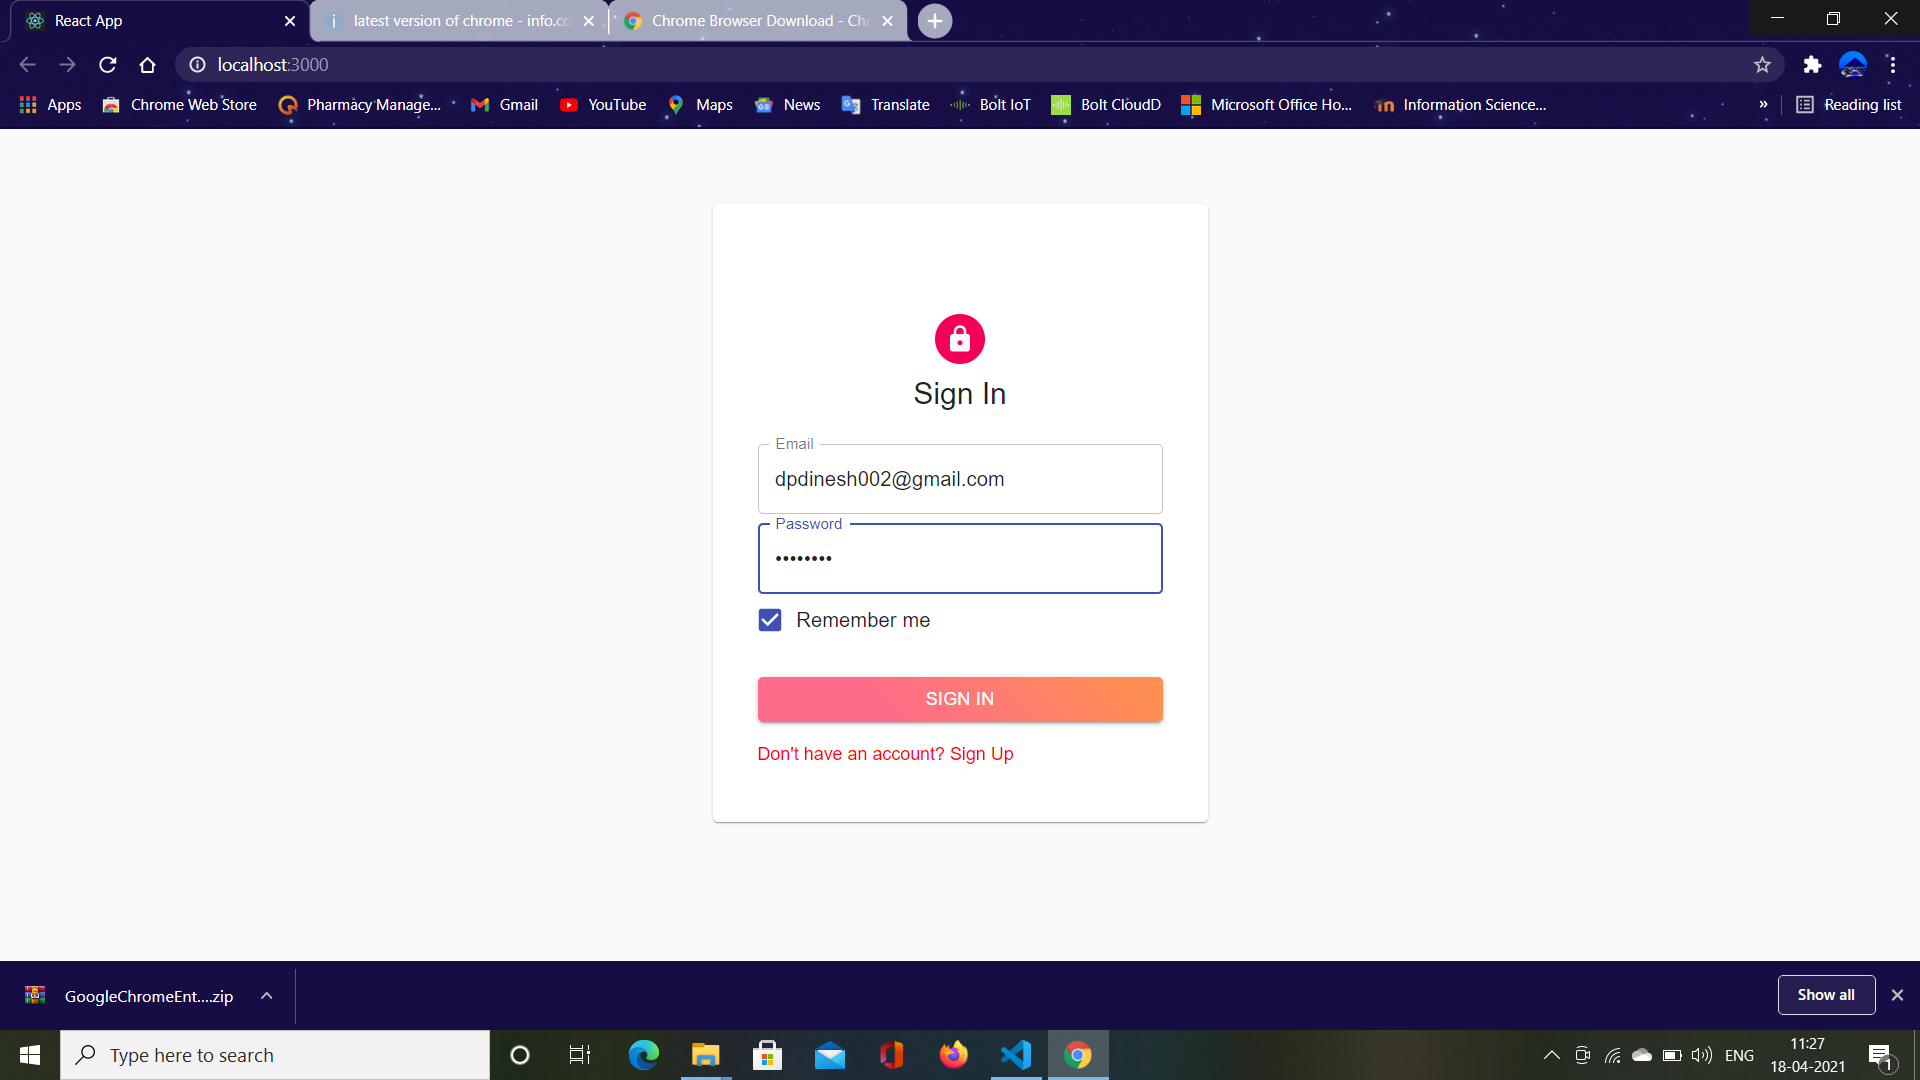 React App
latest version of chrome - info.co
Chrome Browser Download - Ch
localhost:3000
Apps
Chrome Web Store
Pharmacy Manage...
Gmail
YouTube
Maps
News
Translate
Bolt IoT
Bolt CloudD
Microsoft Office Ho...
Information Science...
»
Reading list
Sign In
Email
dpdinesh002@gmail.com
Password
••••••••
Remember me
SIGN IN
Don't have an account? Sign Up
GoogleChromeEnt....zip
Show all
Type here to search
ENG
11:27
18-04-2021
1